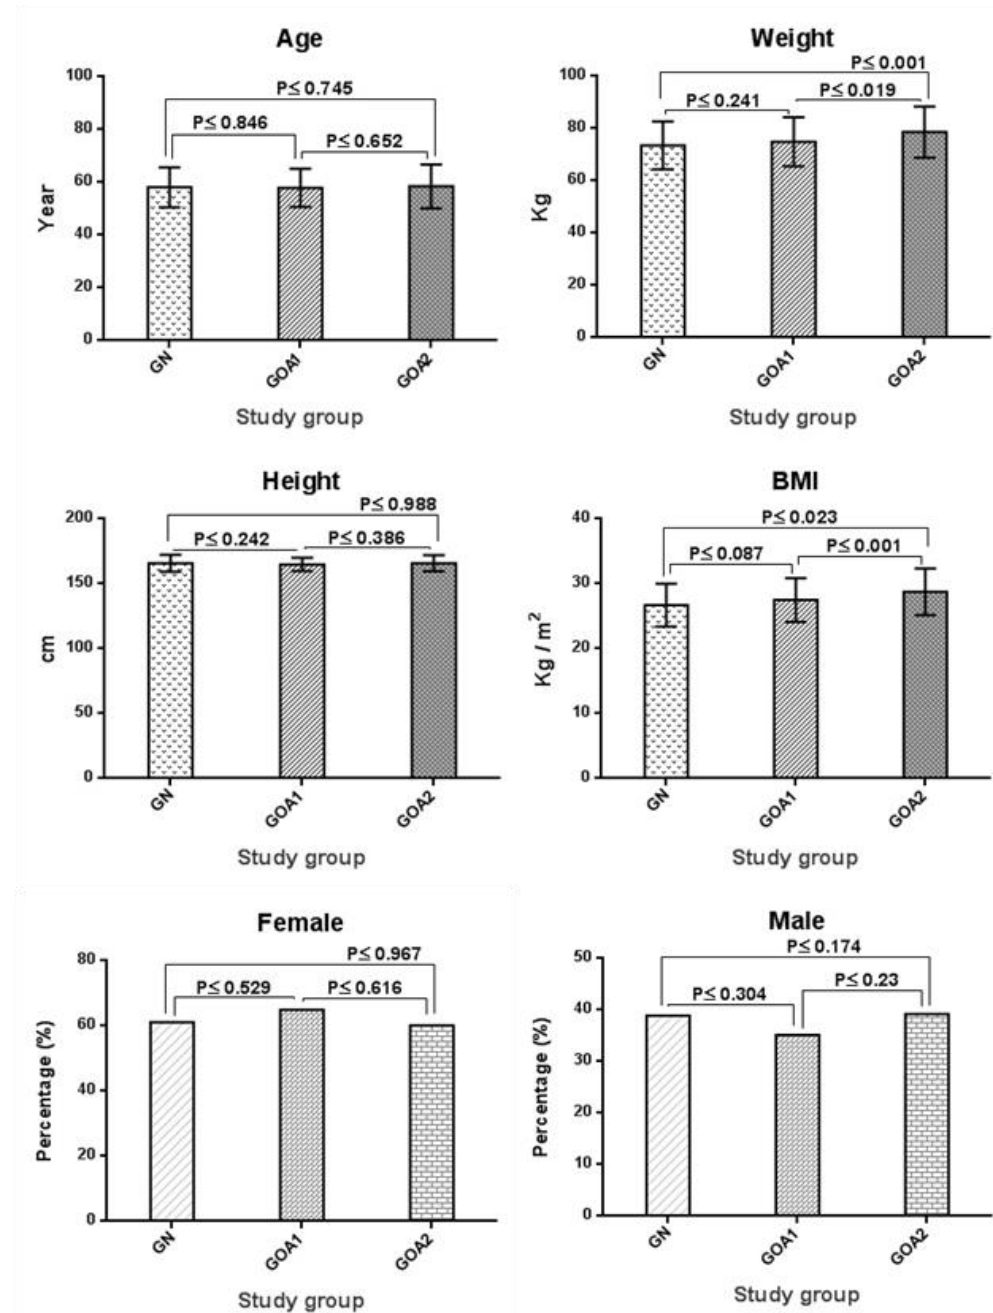 Age
P≤ 0.745
P≤ 0.846
P≤ 0.652
Year
100
80
60
40
20
0
GN
GOA1
GOA2
Study group
Weight
P≤ 0.001
P≤ 0.241
P≤ 0.019
Kg
100
80
60
40
20
0
GN
GOA1
GOA2
Study group
Height
P≤ 0.988
P≤ 0.242
P≤ 0.386
cm
200
150
100
50
0
GN
GOA1
GOA2
Study group
BMI
P≤ 0.023
P≤ 0.087
P≤ 0.001
Kg / m²
40
30
20
10
0
GN
GOA1
GOA2
Study group
Female
P≤ 0.967
P≤ 0.529
P≤ 0.616
Percentage (%)
80
60
40
20
0
GN
GOA1
GOA2
Study group
Male
P≤ 0.174
P≤ 0.304
P≤ 0.23
Percentage (%)
50
40
30
20
10
0
GN
GOA1
GOA2
Study group